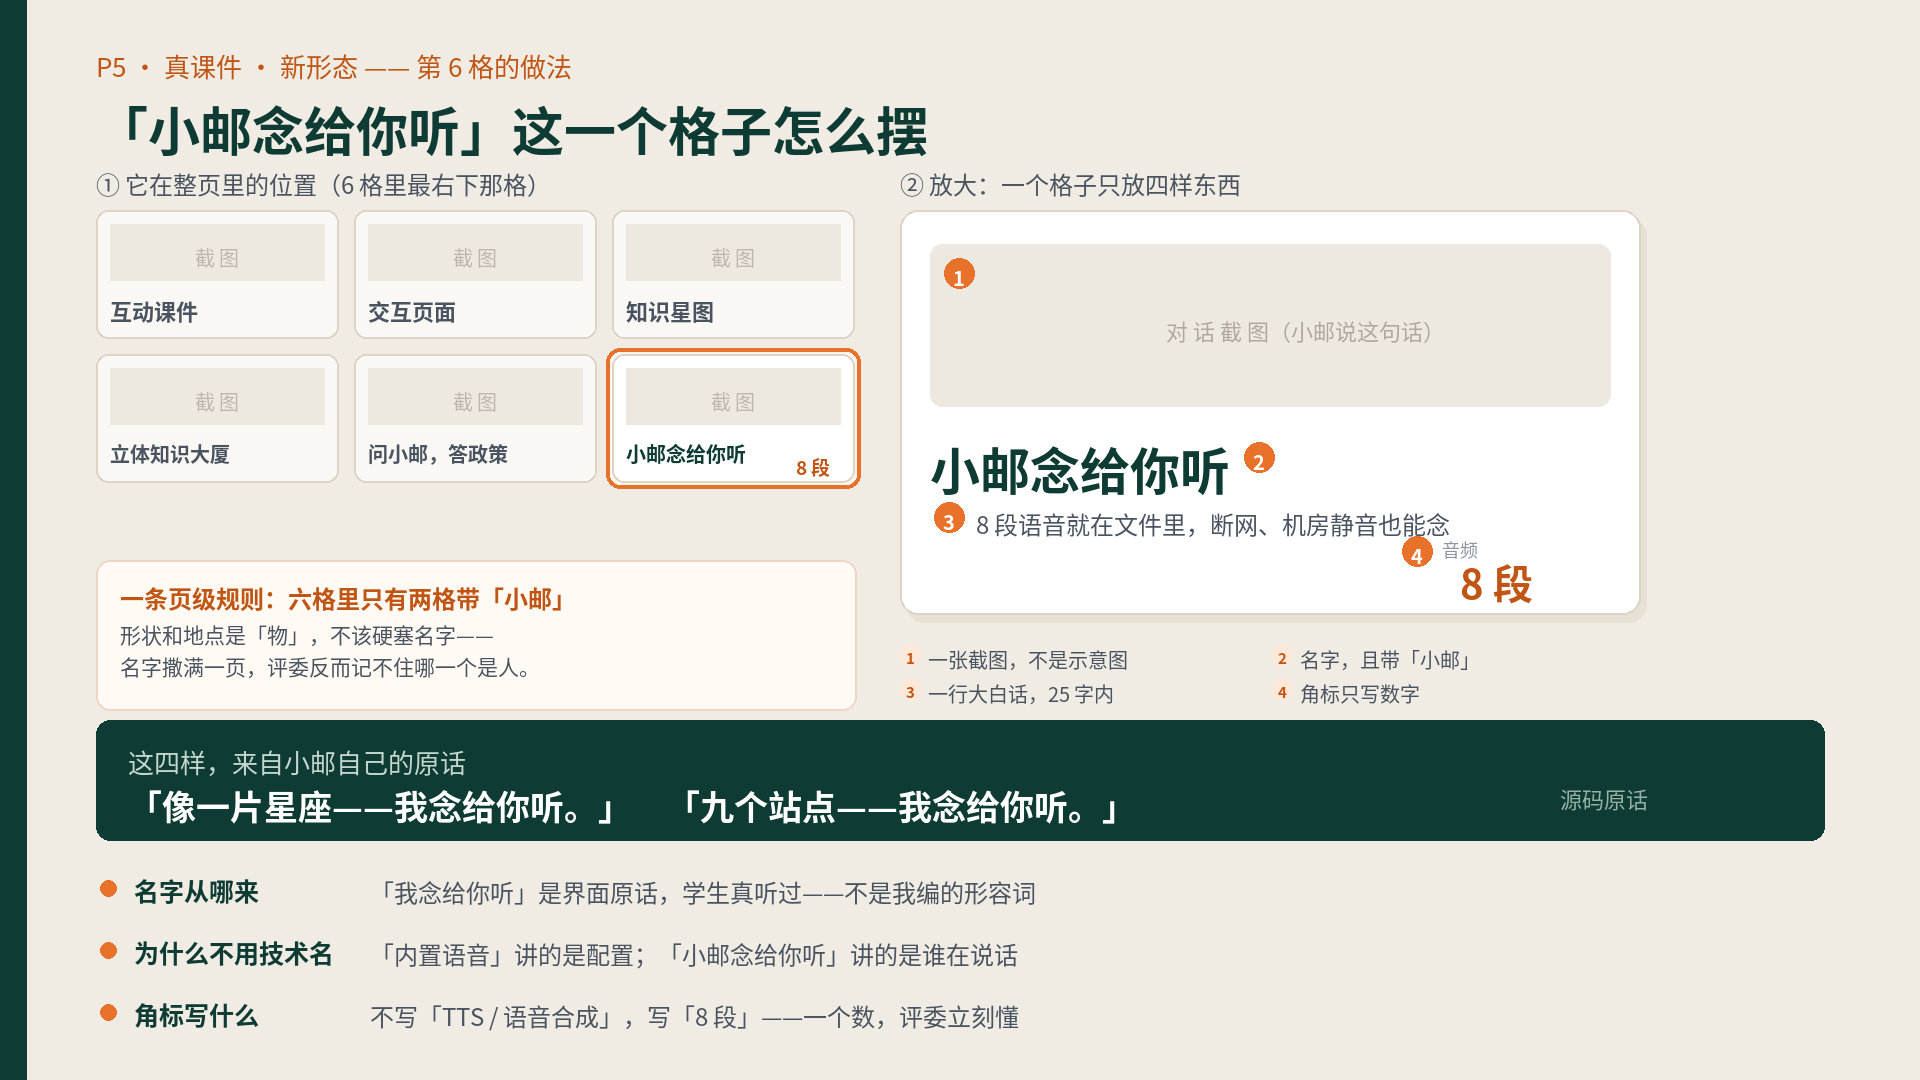 P5 · 真课件 · 新形态 —— 第 6 格的做法
「小邮念给你听」这一个格子怎么摆
① 它在整页里的位置（6 格里最右下那格）
截 图
互动课件
截 图
交互页面
截 图
知识星图
截 图
立体知识大厦
截 图
问小邮，答政策
截 图
小邮念给你听
8 段
一条页级规则：六格里只有两格带「小邮」
形状和地点是「物」，不该硬塞名字——
名字撒满一页，评委反而记不住哪一个是人。
② 放大：一个格子只放四样东西
1
对 话 截 图（小邮说这句话）
小邮念给你听 2
3 8 段语音就在文件里，断网、机房静音也能念
4 音频
8 段
1 一张截图，不是示意图
2 名字，且带「小邮」
3 一行大白话，25 字内
4 角标只写数字
这四样，来自小邮自己的原话
「像一片星座——我念给你听。」 「九个站点——我念给你听。」
源码原话
名字从哪来 「我念给你听」是界面原话，学生真听过——不是我编的形容词
为什么不用技术名 「内置语音」讲的是配置；「小邮念给你听」讲的是谁在说话
角标写什么 不写「TTS / 语音合成」，写「8 段」——一个数，评委立刻懂